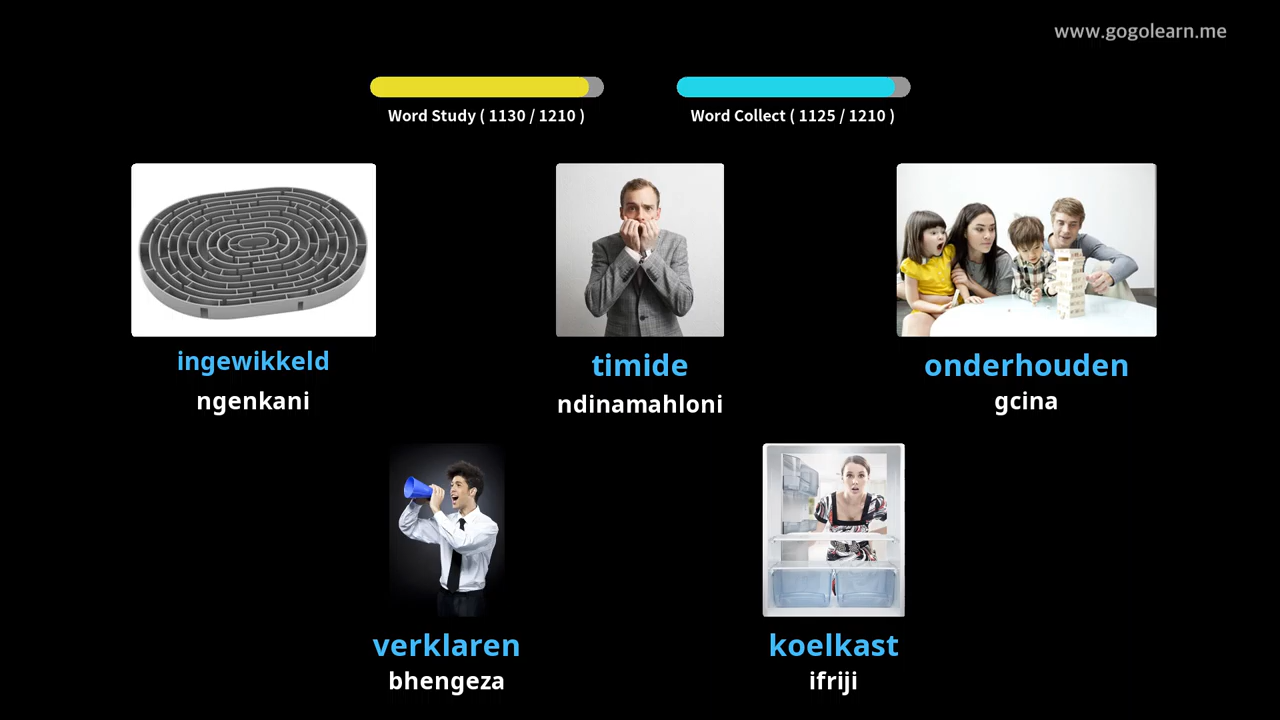 www.gogolearn.me
Word Study ( 1130 / 1210 )
Word Collect ( 1125 / 1210 )
ingewikkeld
ngenkani
timide
ndinamahloni
onderhouden
gcina
verklaren
bhengeza
koelkast
ifriji